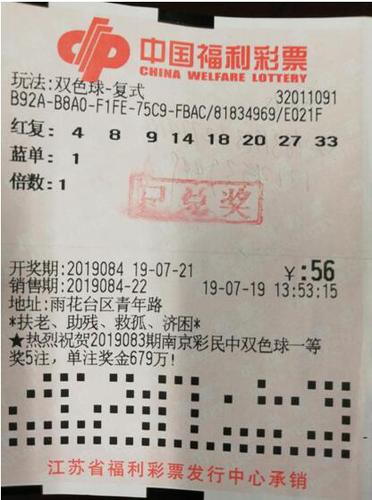 中国福利彩票
CHINA WELFARE LOTTERY
玩法:双色球-复式 32011091
B92A-B8A0-F1FE-75C9-FBAC/81834969/E021F
红复: 4 8 9 14 18 20 27 33
蓝单: 1
倍数:1
已兑奖
开奖期:2019084 19-07-21 ¥:56
销售期:2019084-22 19-07-19 13:53:15
地址:雨花台区青年路
*扶老、助残、救孤、济困*
★热烈祝贺2019083期南京彩民中双色球一等
奖5注,单注奖金679万!
江苏省福利彩票发行中心承销